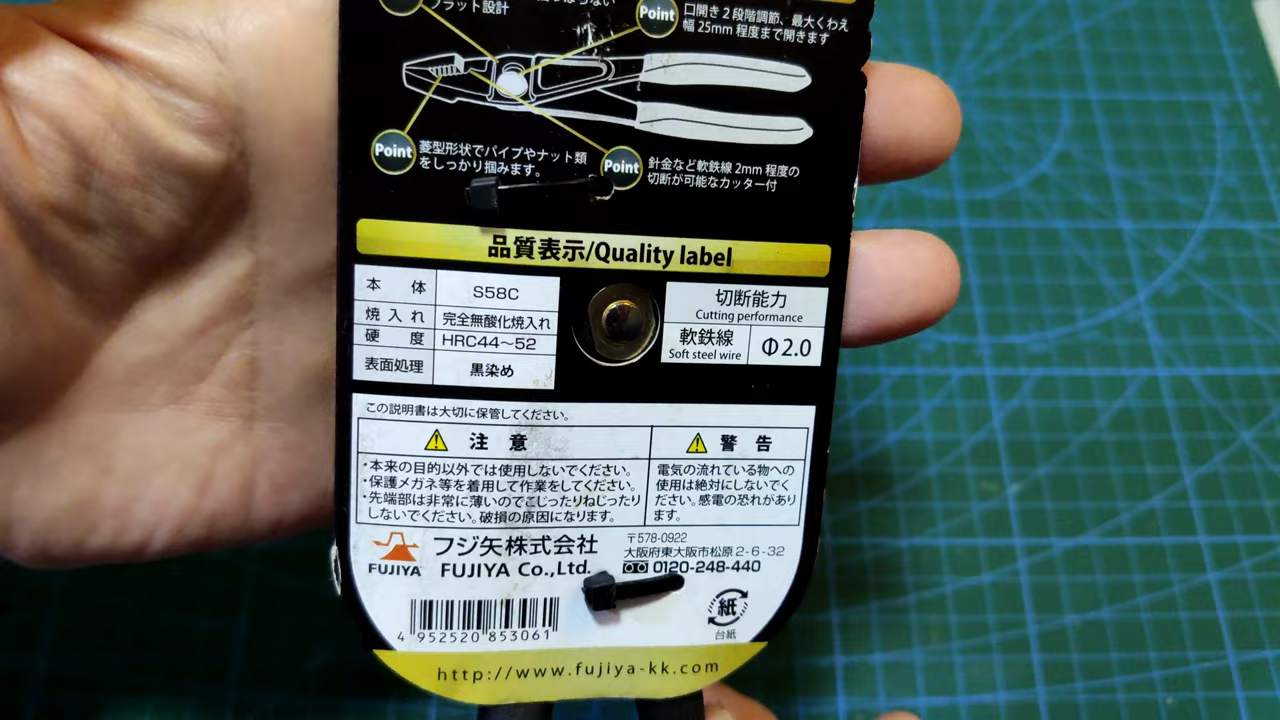 フラット設計
Point
口開き2段階調節、最大くわえ
幅25mm程度まで開きます
Point
菱型形状でパイプやナット類
をしっかり掴みます。
Point
針金など軟鉄線2mm程度の
切断が可能なカッター付
品質表示/Quality label
本体 S58C
焼入れ 完全無酸化焼入れ
硬度 HRC44〜52
表面処理 黒染め
切断能力
Cutting performance
軟鉄線
Soft steel wire
Φ2.0
この説明書は大切に保管してください。
注意
・本来の目的以外では使用しないでください。
・保護メガネ等を着用して作業をしてください。
・先端部は非常に薄いのでこじったりねじったり
しないでください。破損の原因になります。
警告
電気の流れている物への
使用は絶対にしないでく
ださい。感電の恐れがあり
ます。
FUJIYA
フジ矢株式会社
FUJIYA Co.,Ltd.
〒578-0922
大阪府東大阪市松原2-6-32
0120-248-440
4 952520 853061
紙
台紙
http://www.fujiya-kk.com